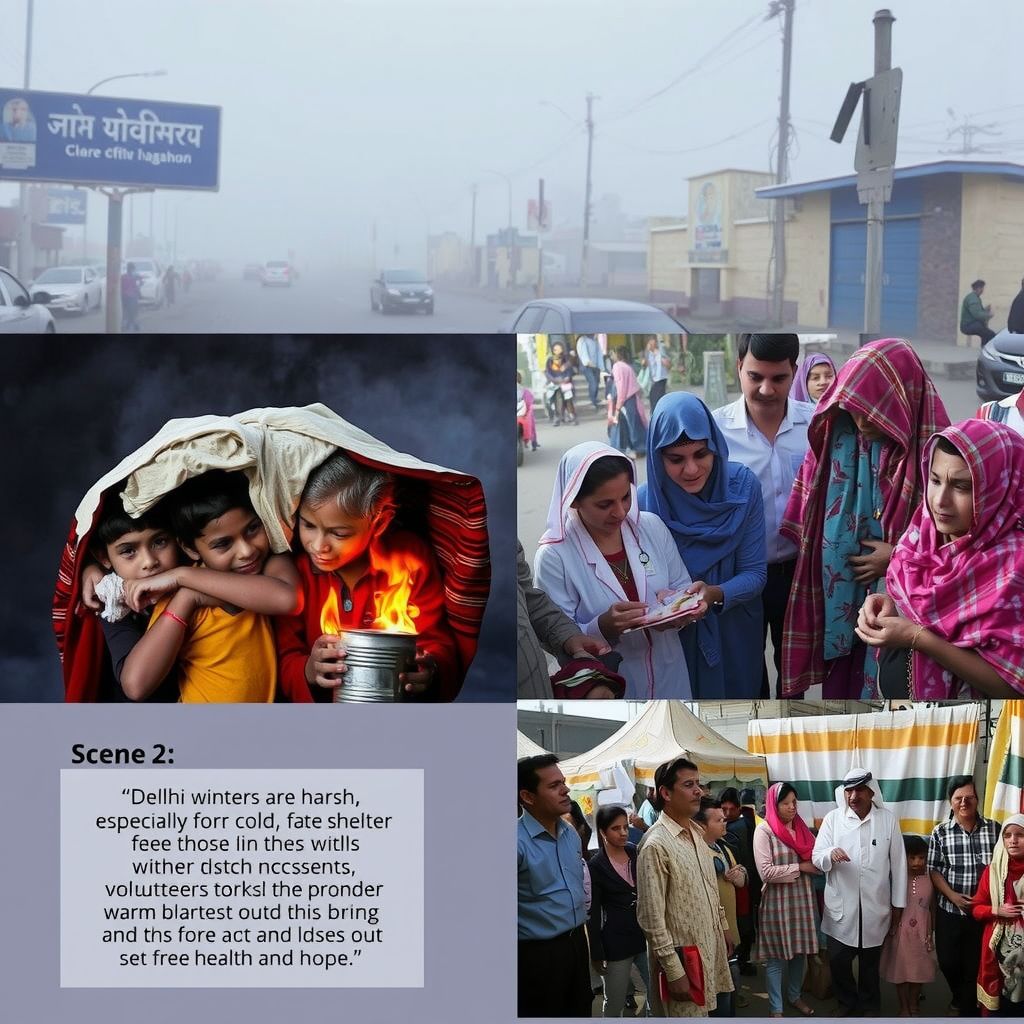 जोम योवीमरव
Clare cfiv hagahon
Scene 2:
“Dellhi winters are harsh,
especially forr cold, fate shelter
feee those lin thes witlls
wither dstch nccssents,
volutteers torksl the pronder
warm blartest outd this bring
and ths fore act and ldses out
set free health and hope.”